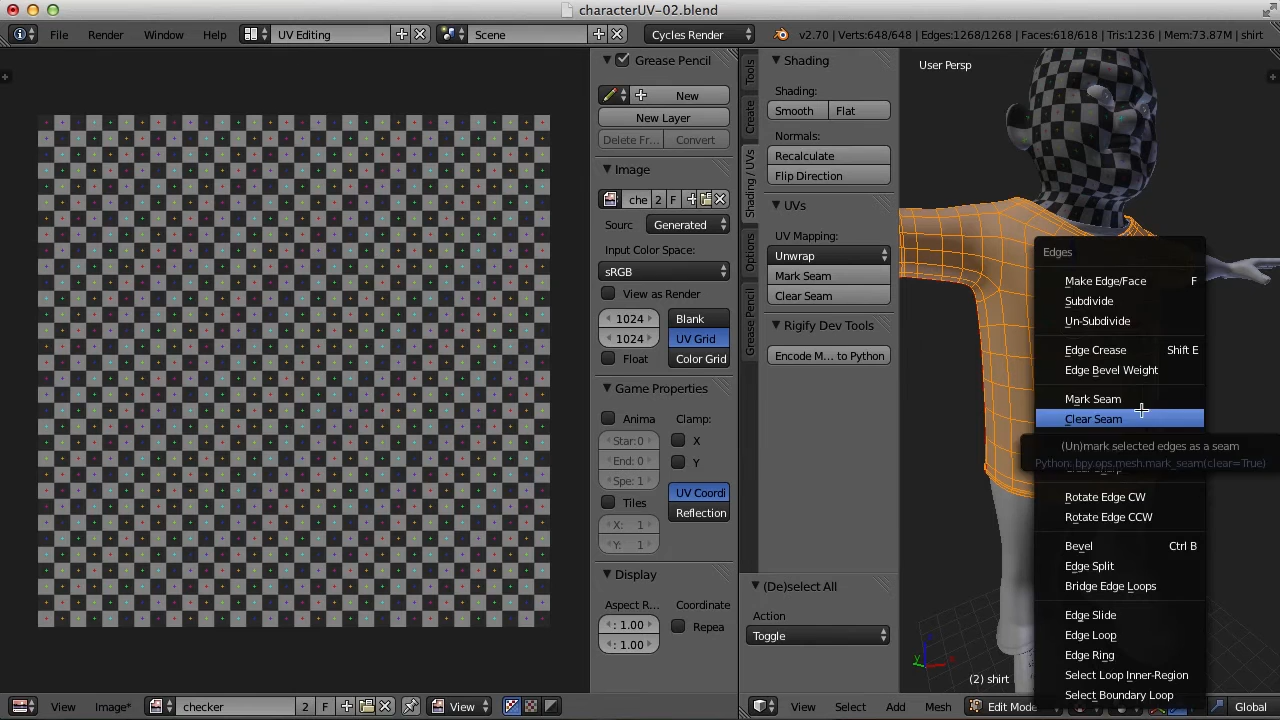 characterUV-02.blend
File Render Window Help UV Editing Scene Cycles Render v2.70 | Verts:648/648 | Edges:1268/1268 | Faces:618/618 | Tris:1236 | Mem:73.87M | shirt
Grease Pencil
New
New Layer
Delete Fr... Convert
Image
che 2 F
Sourc Generated
Input Color Space:
sRGB
View as Render
1024 Blank
1024 UV Grid
Float Color Grid
Game Properties
Anima Clamp:
Star:0 X
End: 0 Y
Spe: 1
UV Coordi
Tiles Reflection
X: 1
Y: 1
Display
Aspect R... Coordinate
: 1.00 Repea
: 1.00
Tools
Create
Shading / UVs
Options
Grease Pencil
Shading
Shading:
Smooth Flat
Normals:
Recalculate
Flip Direction
UVs
UV Mapping:
Unwrap
Mark Seam
Clear Seam
Rigify Dev Tools
Encode M... to Python
(De)select All
Action
Toggle
User Persp
Edges
Make Edge/Face F
Subdivide
Un-Subdivide
Edge Crease Shift E
Edge Bevel Weight
Mark Seam
Clear Seam
(Un)mark selected edges as a seam
Python: bpy.ops.mesh.mark_seam(clear=True)
Clear Sharp
Rotate Edge CW
Rotate Edge CCW
Bevel Ctrl B
Edge Split
Bridge Edge Loops
Edge Slide
Edge Loop
Edge Ring
Select Loop Inner-Region
Select Boundary Loop
y x
(2) shirt
View Image* checker 2 F View
View Select Add Mesh Edit Mode Global